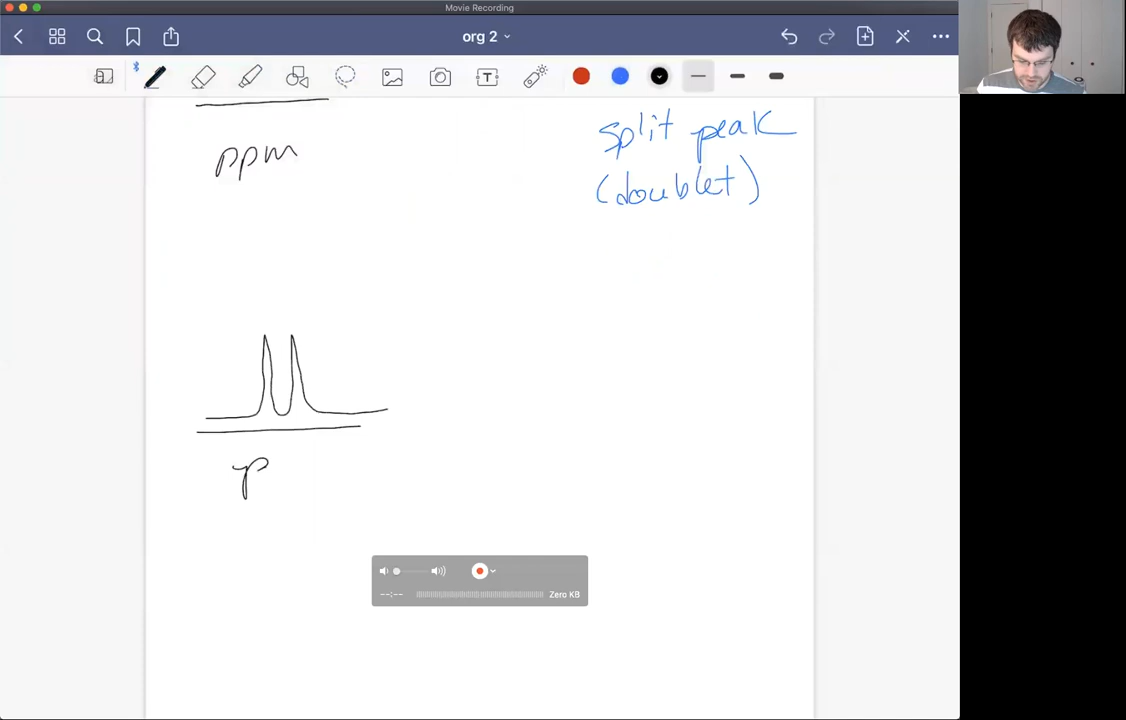 Movie Recording
org 2
T
split peak
(doublet)
ppm
p
--:--
Zero KB